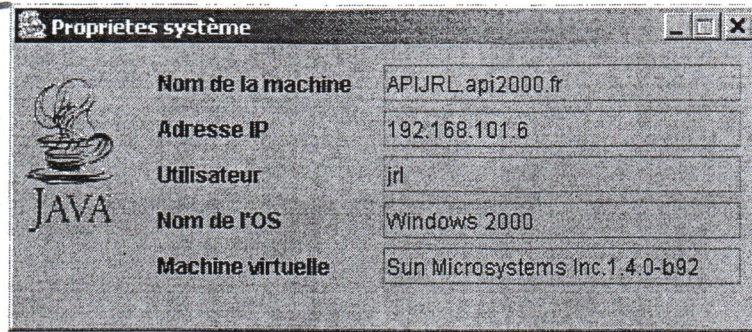 Proprietes système
Nom de la machine APIJRL.api2000.fr
Adresse IP 192.168.101.6
Utilisateur jrl
JAVA
Nom de l'OS Windows 2000
Machine virtuelle Sun Microsystems Inc.1.4.0-b92